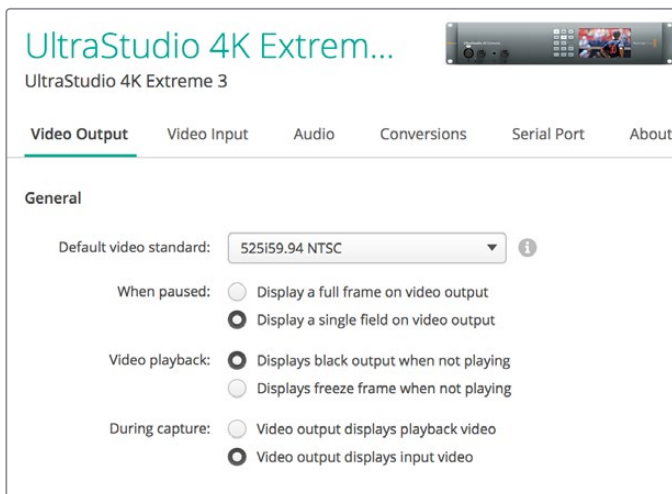 UltraStudio 4K Extrem...
UltraStudio 4K Extreme 3
Video Output Video Input Audio Conversions Serial Port About
General
Default video standard: 525i59.94 NTSC
When paused: Display a full frame on video output
Display a single field on video output
Video playback: Displays black output when not playing
Displays freeze frame when not playing
During capture: Video output displays playback video
Video output displays input video